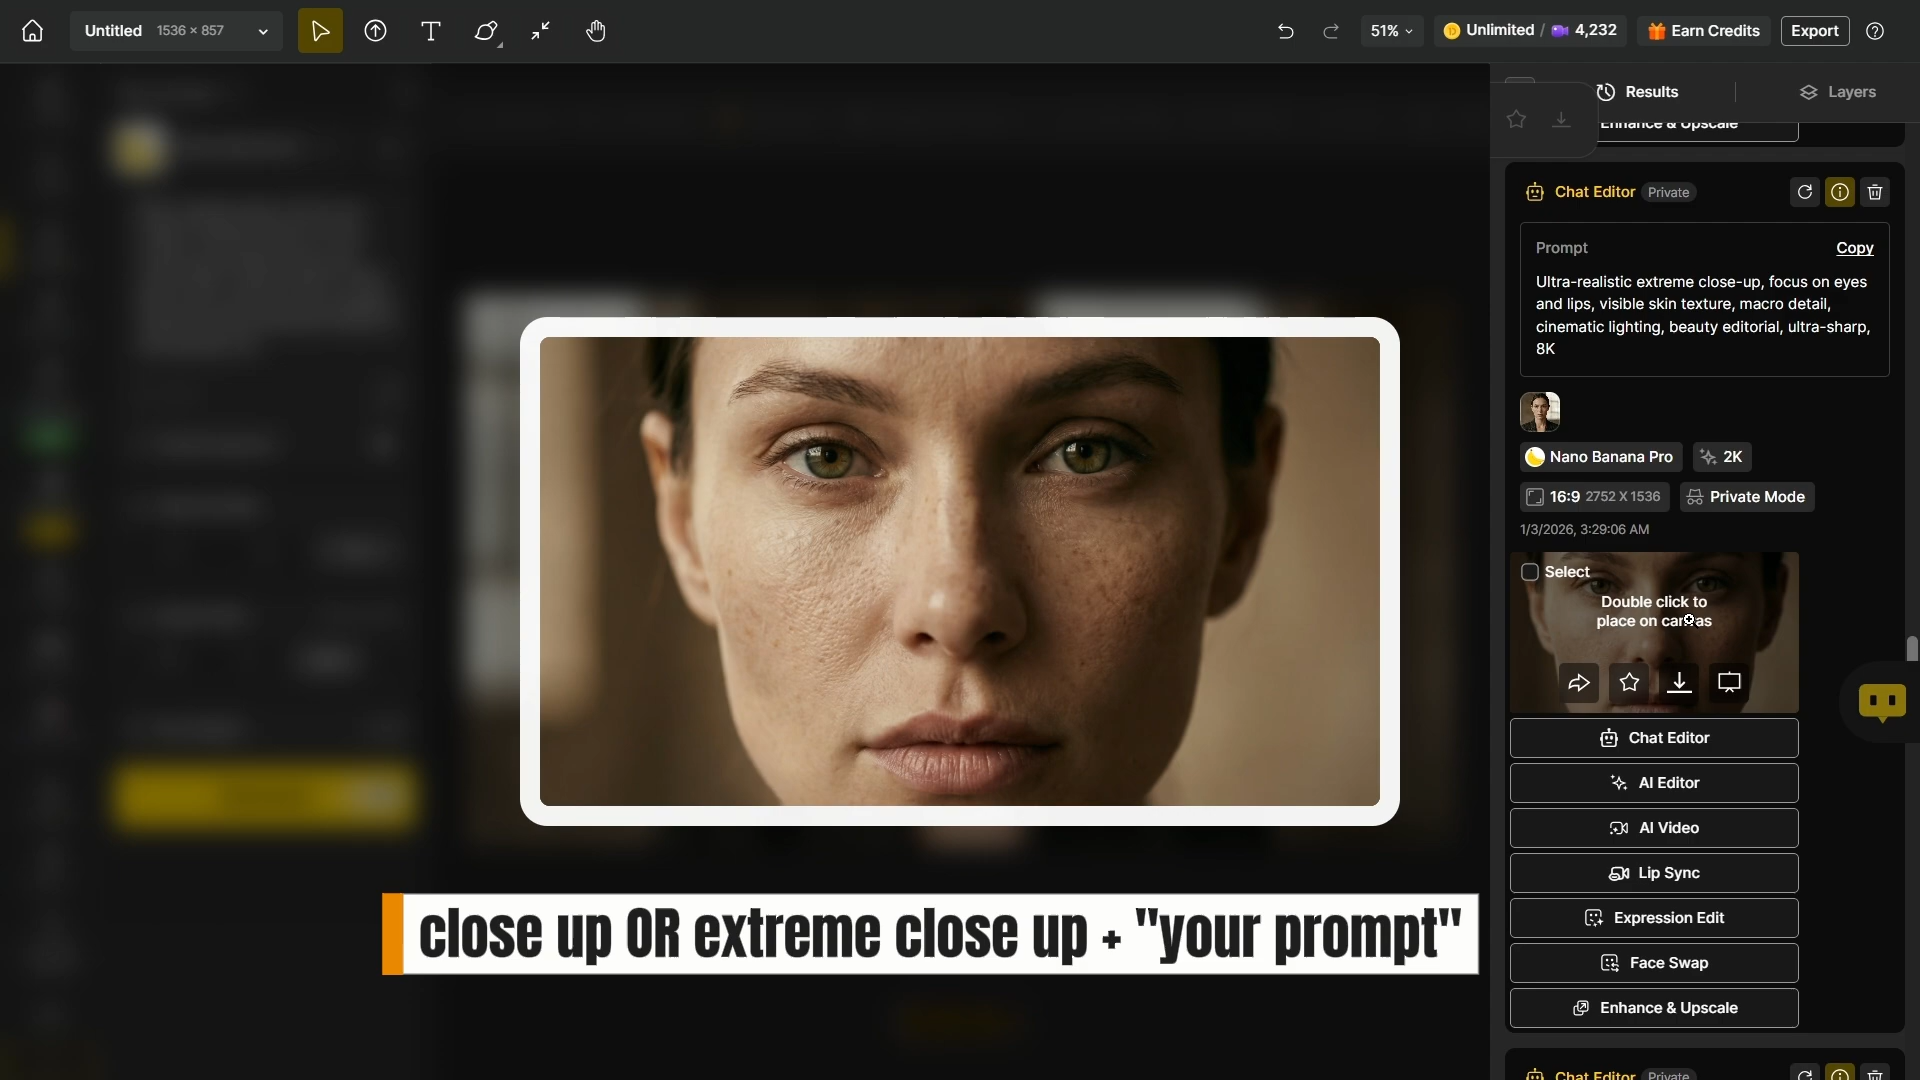 Untitled 1536 × 857
51%
Unlimited / 4,232
Earn Credits
Export
Results
Layers
Enhance & Upscale
Chat Editor Private
Prompt
Copy
Ultra-realistic extreme close-up, focus on eyes
and lips, visible skin texture, macro detail,
cinematic lighting, beauty editorial, ultra-sharp,
8K
Nano Banana Pro
2K
16:9 2752 X 1536
Private Mode
1/3/2026, 3:29:06 AM
Select
Double click to
place on canvas
Chat Editor
AI Editor
AI Video
Lip Sync
Expression Edit
Face Swap
Enhance & Upscale
Chat Editor Private
close up OR extreme close up + "your prompt"